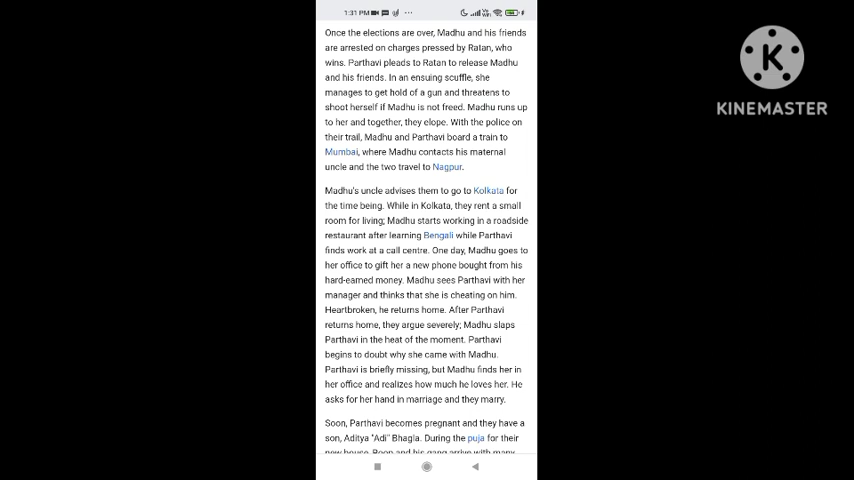 1:31 PM
Once the elections are over, Madhu and his friends
are arrested on charges pressed by Ratan, who
wins. Parthavi pleads to Ratan to release Madhu
and his friends. In an ensuing scuffle, she
manages to get hold of a gun and threatens to
shoot herself if Madhu is not freed. Madhu runs up
to her and together, they elope. With the police on
their trail, Madhu and Parthavi board a train to
Mumbai, where Madhu contacts his maternal
uncle and the two travel to Nagpur.
Madhu's uncle advises them to go to Kolkata for
the time being. While in Kolkata, they rent a small
room for living; Madhu starts working in a roadside
restaurant after learning Bengali while Parthavi
finds work at a call centre. One day, Madhu goes to
her office to gift her a new phone bought from his
hard-earned money. Madhu sees Parthavi with her
manager and thinks that she is cheating on him.
Heartbroken, he returns home. After Parthavi
returns home, they argue severely; Madhu slaps
Parthavi in the heat of the moment. Parthavi
begins to doubt why she came with Madhu.
Parthavi is briefly missing, but Madhu finds her in
her office and realizes how much he loves her. He
asks for her hand in marriage and they marry.
Soon, Parthavi becomes pregnant and they have a
son, Aditya "Adi" Bhagla. During the puja for their
new house, Roop and his gang arrive with many
K
KINEMASTER